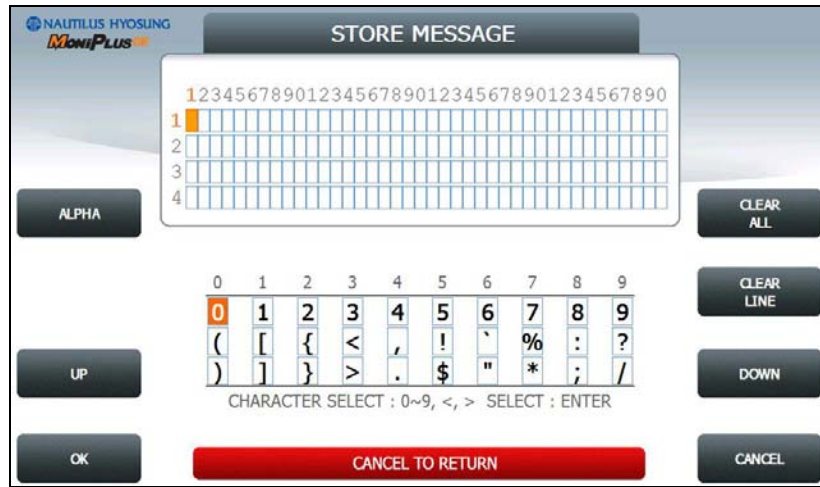 NAUTILUS HYOSUNG
MoniPlus CE
STORE MESSAGE
1234567890123456789012345678901234567890
1
2
3
4
ALPHA
CLEAR ALL
0 1 2 3 4 5 6 7 8 9
0 1 2 3 4 5 6 7 8 9
( [ { < , ! ` % : ?
) ] } > . $ " * ; /
CLEAR LINE
UP
DOWN
CHARACTER SELECT : 0~9, <, > SELECT : ENTER
OK
CANCEL TO RETURN
CANCEL